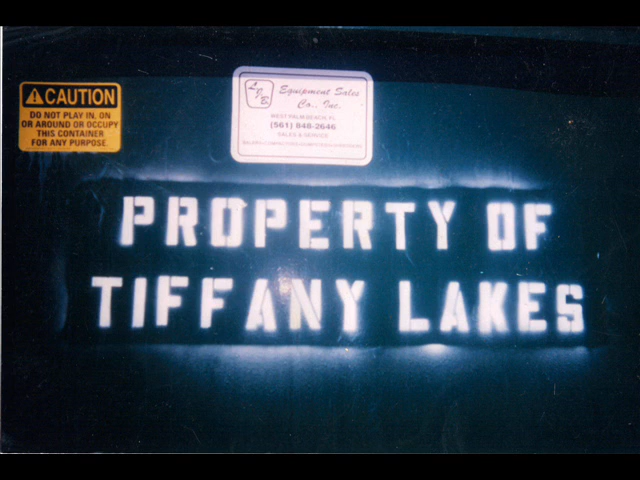 CAUTION
DO NOT PLAY IN, ON
OR AROUND OR OCCUPY
THIS CONTAINER
FOR ANY PURPOSE.
LJB
Equipment Sales
Co., Inc.
WEST PALM BEACH, FL
(561) 848-2646
SALES & SERVICE
PROPERTY OF
TIFFANY LAKES